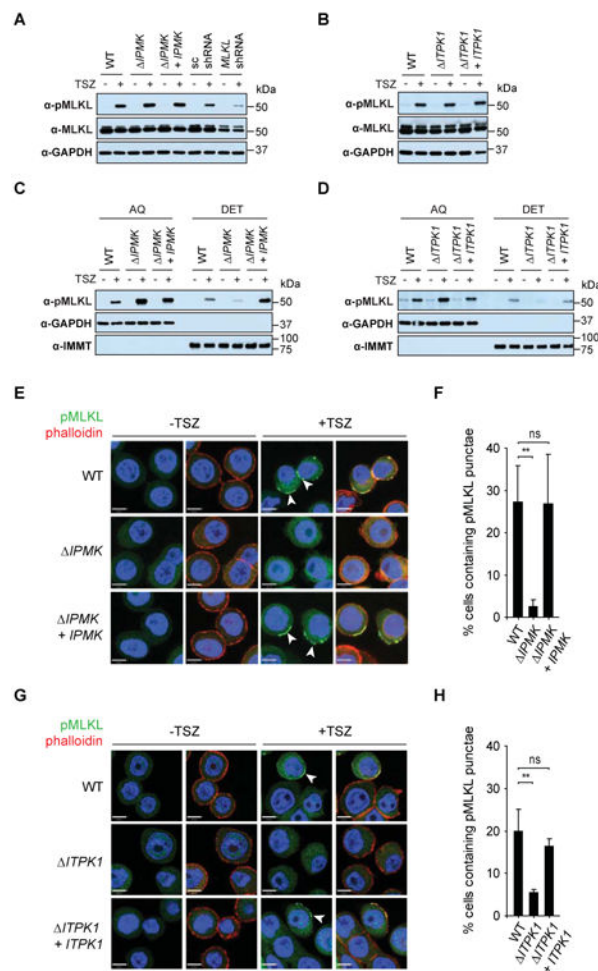 A
WT
ΔIPMK
ΔIPMK
+ IPMK
sc
shRNA
MLKL
shRNA
TSZ - + - + - + - + - +
kDa
α-pMLKL 50
α-MLKL 50
α-GAPDH 37
B
WT
ΔITPK1
ΔITPK1
+ ITPK1
TSZ - + - + - +
kDa
α-pMLKL 50
α-MLKL 50
α-GAPDH 37
C
AQ DET
WT
ΔIPMK
ΔIPMK
+ IPMK
WT
ΔIPMK
ΔIPMK
+ IPMK
TSZ - + - + - + - + - + - +
kDa
α-pMLKL 50
α-GAPDH 37
α-IMMT 100
75
D
AQ DET
WT
ΔITPK1
ΔITPK1
+ ITPK1
WT
ΔITPK1
ΔITPK1
+ ITPK1
TSZ - + - + - + - + - + - +
kDa
α-pMLKL 50
α-GAPDH 37
α-IMMT 100
75
E
pMLKL
phalloidin
-TSZ +TSZ
WT
ΔIPMK
ΔIPMK
+ IPMK
F
% cells containing pMLKL punctae
40
30
20
10
0
ns
**
WT
ΔIPMK
ΔIPMK
+ IPMK
G
pMLKL
phalloidin
-TSZ +TSZ
WT
ΔITPK1
ΔITPK1
+ ITPK1
H
% cells containing pMLKL punctae
40
30
20
10
0
ns
**
WT
ΔITPK1
ΔITPK1
+ ITPK1